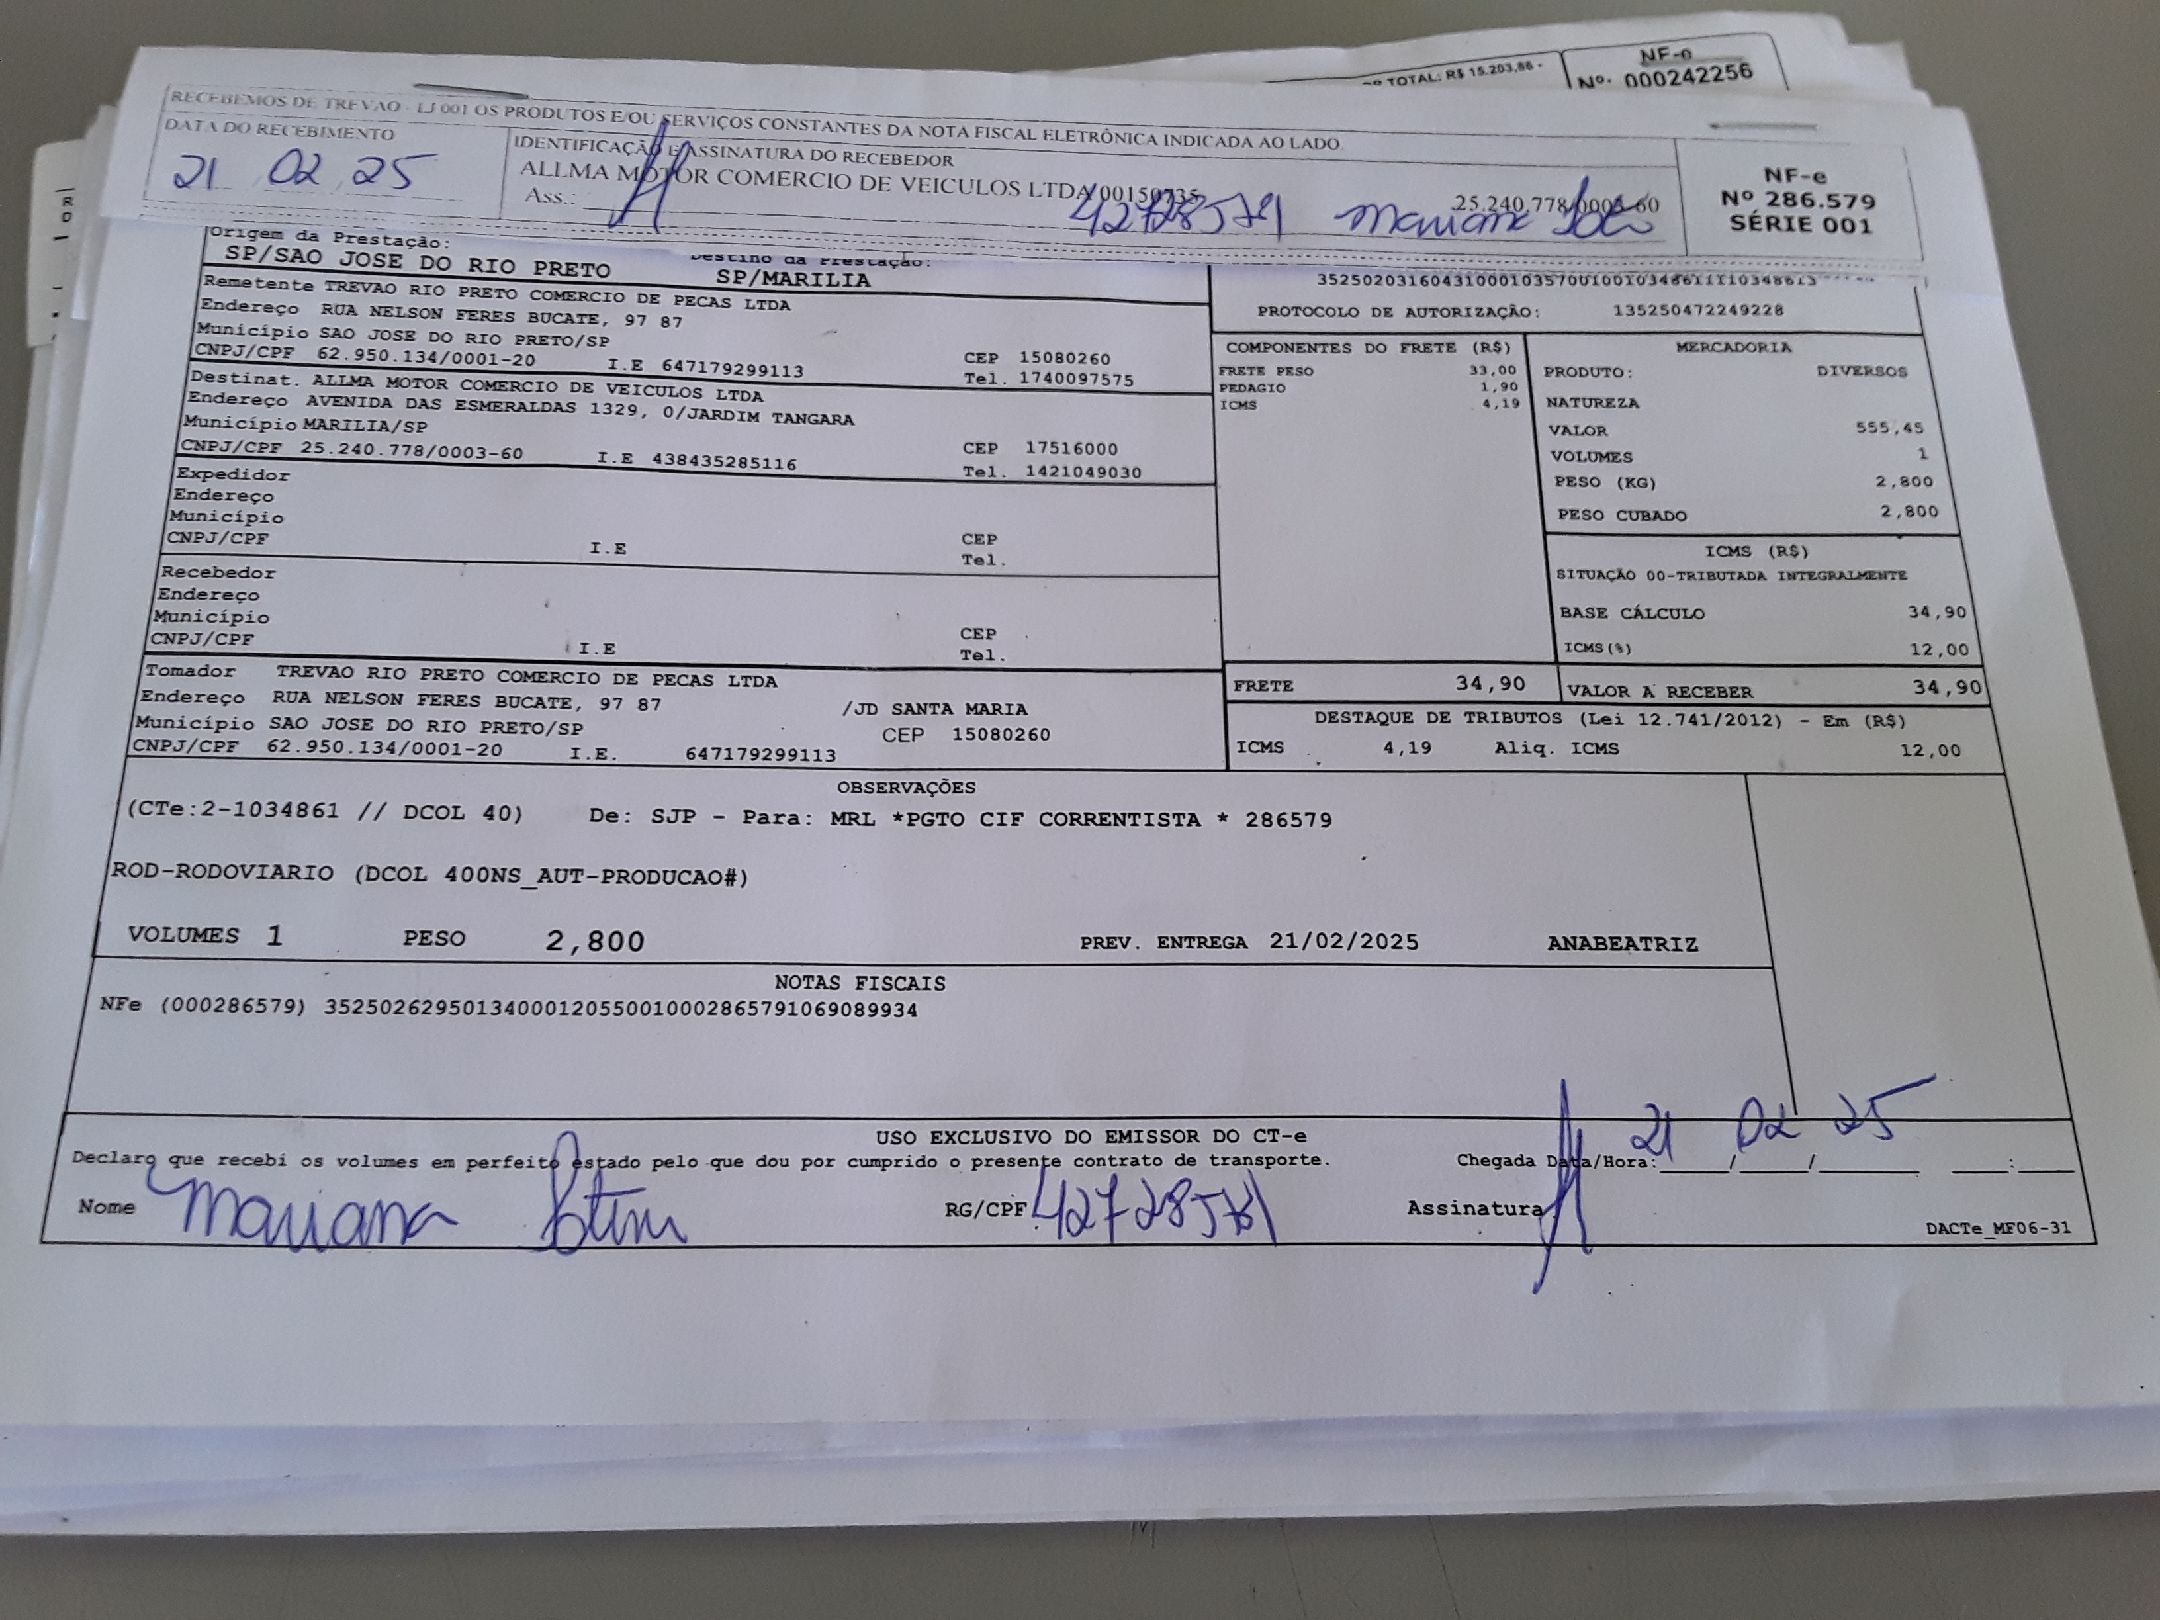 TOTAL: R$ 15.203,86 -
NF-e
Nº. 000242256
RECEBEMOS DE TREVAO - LJ 001 OS PRODUTOS E/OU SERVIÇOS CONSTANTES DA NOTA FISCAL ELETRÔNICA INDICADA AO LADO
DATA DO RECEBIMENTO
21 02 25
IDENTIFICAÇÃO E ASSINATURA DO RECEBEDOR
ALLMA MOTOR COMERCIO DE VEICULOS LTDA
Ass.:
25.240.778/0003-60
Mariana
NF-e
Nº 286.579
SÉRIE 001
Origem da Prestação:
SP/SAO JOSE DO RIO PRETO
Destino da Prestação:
SP/MARILIA
Remetente TREVAO RIO PRETO COMERCIO DE PECAS LTDA
Endereço RUA NELSON FERES BUCATE, 97 87
Município SAO JOSE DO RIO PRETO/SP
CNPJ/CPF 62.950.134/0001-20 I.E 647179299113
CEP 15080260
Tel. 1740097575
Destinat. ALLMA MOTOR COMERCIO DE VEICULOS LTDA
Endereço AVENIDA DAS ESMERALDAS 1329, 0/JARDIM TANGARA
Município MARILIA/SP
CNPJ/CPF 25.240.778/0003-60 I.E 438435285116
CEP 17516000
Tel. 1421049030
Expedidor
Endereço
Município
CNPJ/CPF I.E
CEP
Tel.
Recebedor
Endereço
Município
CNPJ/CPF I.E
CEP
Tel.
Tomador TREVAO RIO PRETO COMERCIO DE PECAS LTDA
Endereço RUA NELSON FERES BUCATE, 97 87 /JD SANTA MARIA
Município SAO JOSE DO RIO PRETO/SP CEP 15080260
CNPJ/CPF 62.950.134/0001-20 I.E. 647179299113
PROTOCOLO DE AUTORIZAÇÃO: 135250472249228
COMPONENTES DO FRETE (R$)
FRETE PESO 33,00
PEDAGIO 1,90
ICMS 4,19
MERCADORIA
PRODUTO: DIVERSOS
NATUREZA
VALOR 555,45
VOLUMES 1
PESO (KG) 2,800
PESO CUBADO 2,800
ICMS (R$)
SITUAÇÃO 00-TRIBUTADA INTEGRALMENTE
BASE CÁLCULO 34,90
ICMS(%) 12,00
FRETE 34,90
VALOR A RECEBER 34,90
DESTAQUE DE TRIBUTOS (Lei 12.741/2012) - Em (R$)
ICMS 4,19 Aliq. ICMS 12,00
OBSERVAÇÕES
(CTe:2-1034861 // DCOL 40) De: SJP - Para: MRL *PGTO CIF CORRENTISTA * 286579
ROD-RODOVIARIO (DCOL 400NS_AUT-PRODUCAO#)
VOLUMES 1 PESO 2,800 PREV. ENTREGA 21/02/2025 ANABEATRIZ
NOTAS FISCAIS
NFe (000286579) 35250262950134000120550010002865791069089934
USO EXCLUSIVO DO EMISSOR DO CT-e
Declaro que recebi os volumes em perfeito estado pelo que dou por cumprido o presente contrato de transporte.
Chegada Data/Hora: 21 / 02 / 25 :
Nome Mariana
RG/CPF
Assinatura
DACTe_MF06-31